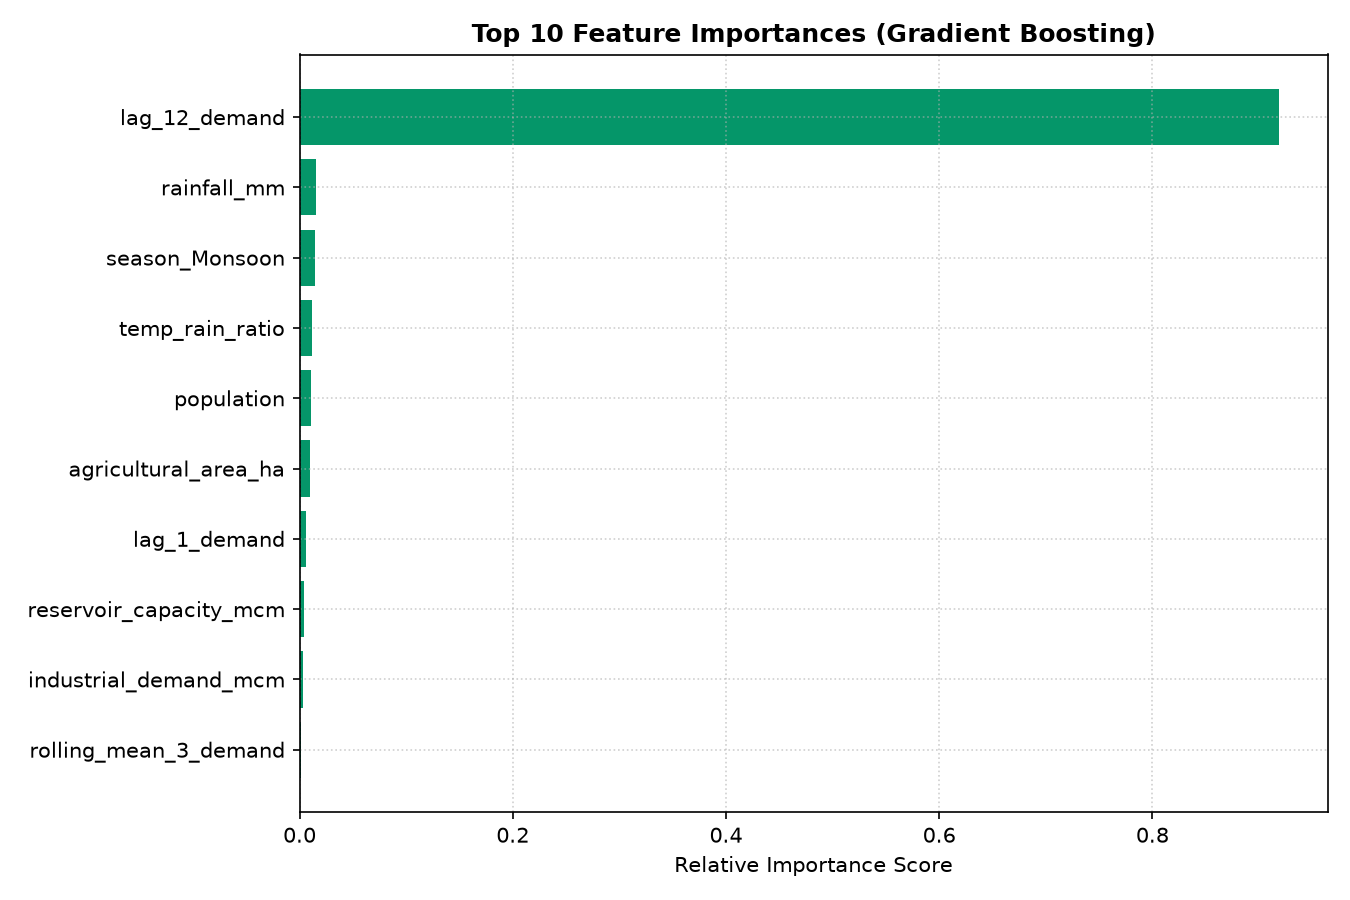 Top 10 Feature Importances (Gradient Boosting)
lag_12_demand
rainfall_mm
season_Monsoon
temp_rain_ratio
population
agricultural_area_ha
lag_1_demand
reservoir_capacity_mcm
industrial_demand_mcm
rolling_mean_3_demand
0.0 0.2 0.4 0.6 0.8
Relative Importance Score